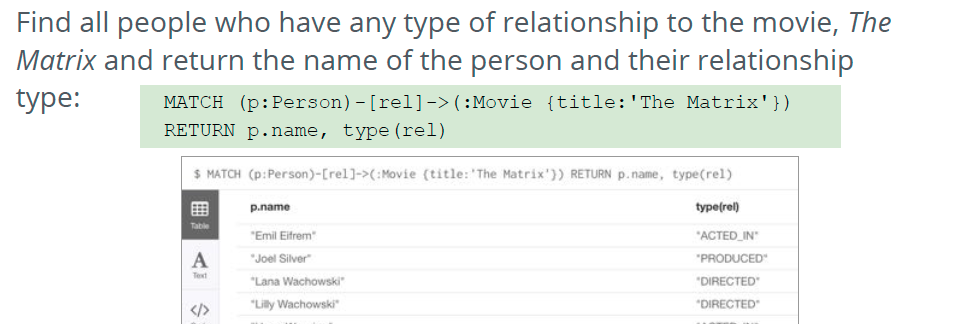 Find all people who have any type of relationship to the movie, The
Matrix and return the name of the person and their relationship
type:
MATCH (p:Person)-[rel]->(:Movie {title:'The Matrix'})
RETURN p.name, type(rel)
$ MATCH (p:Person)-[rel]->(:Movie {title:'The Matrix'}) RETURN p.name, type(rel)
Table
p.name type(rel)
"Emil Eifrem" "ACTED_IN"
A
Text
"Joel Silver" "PRODUCED"
"Lana Wachowski" "DIRECTED"
</>
"Lilly Wachowski" "DIRECTED"